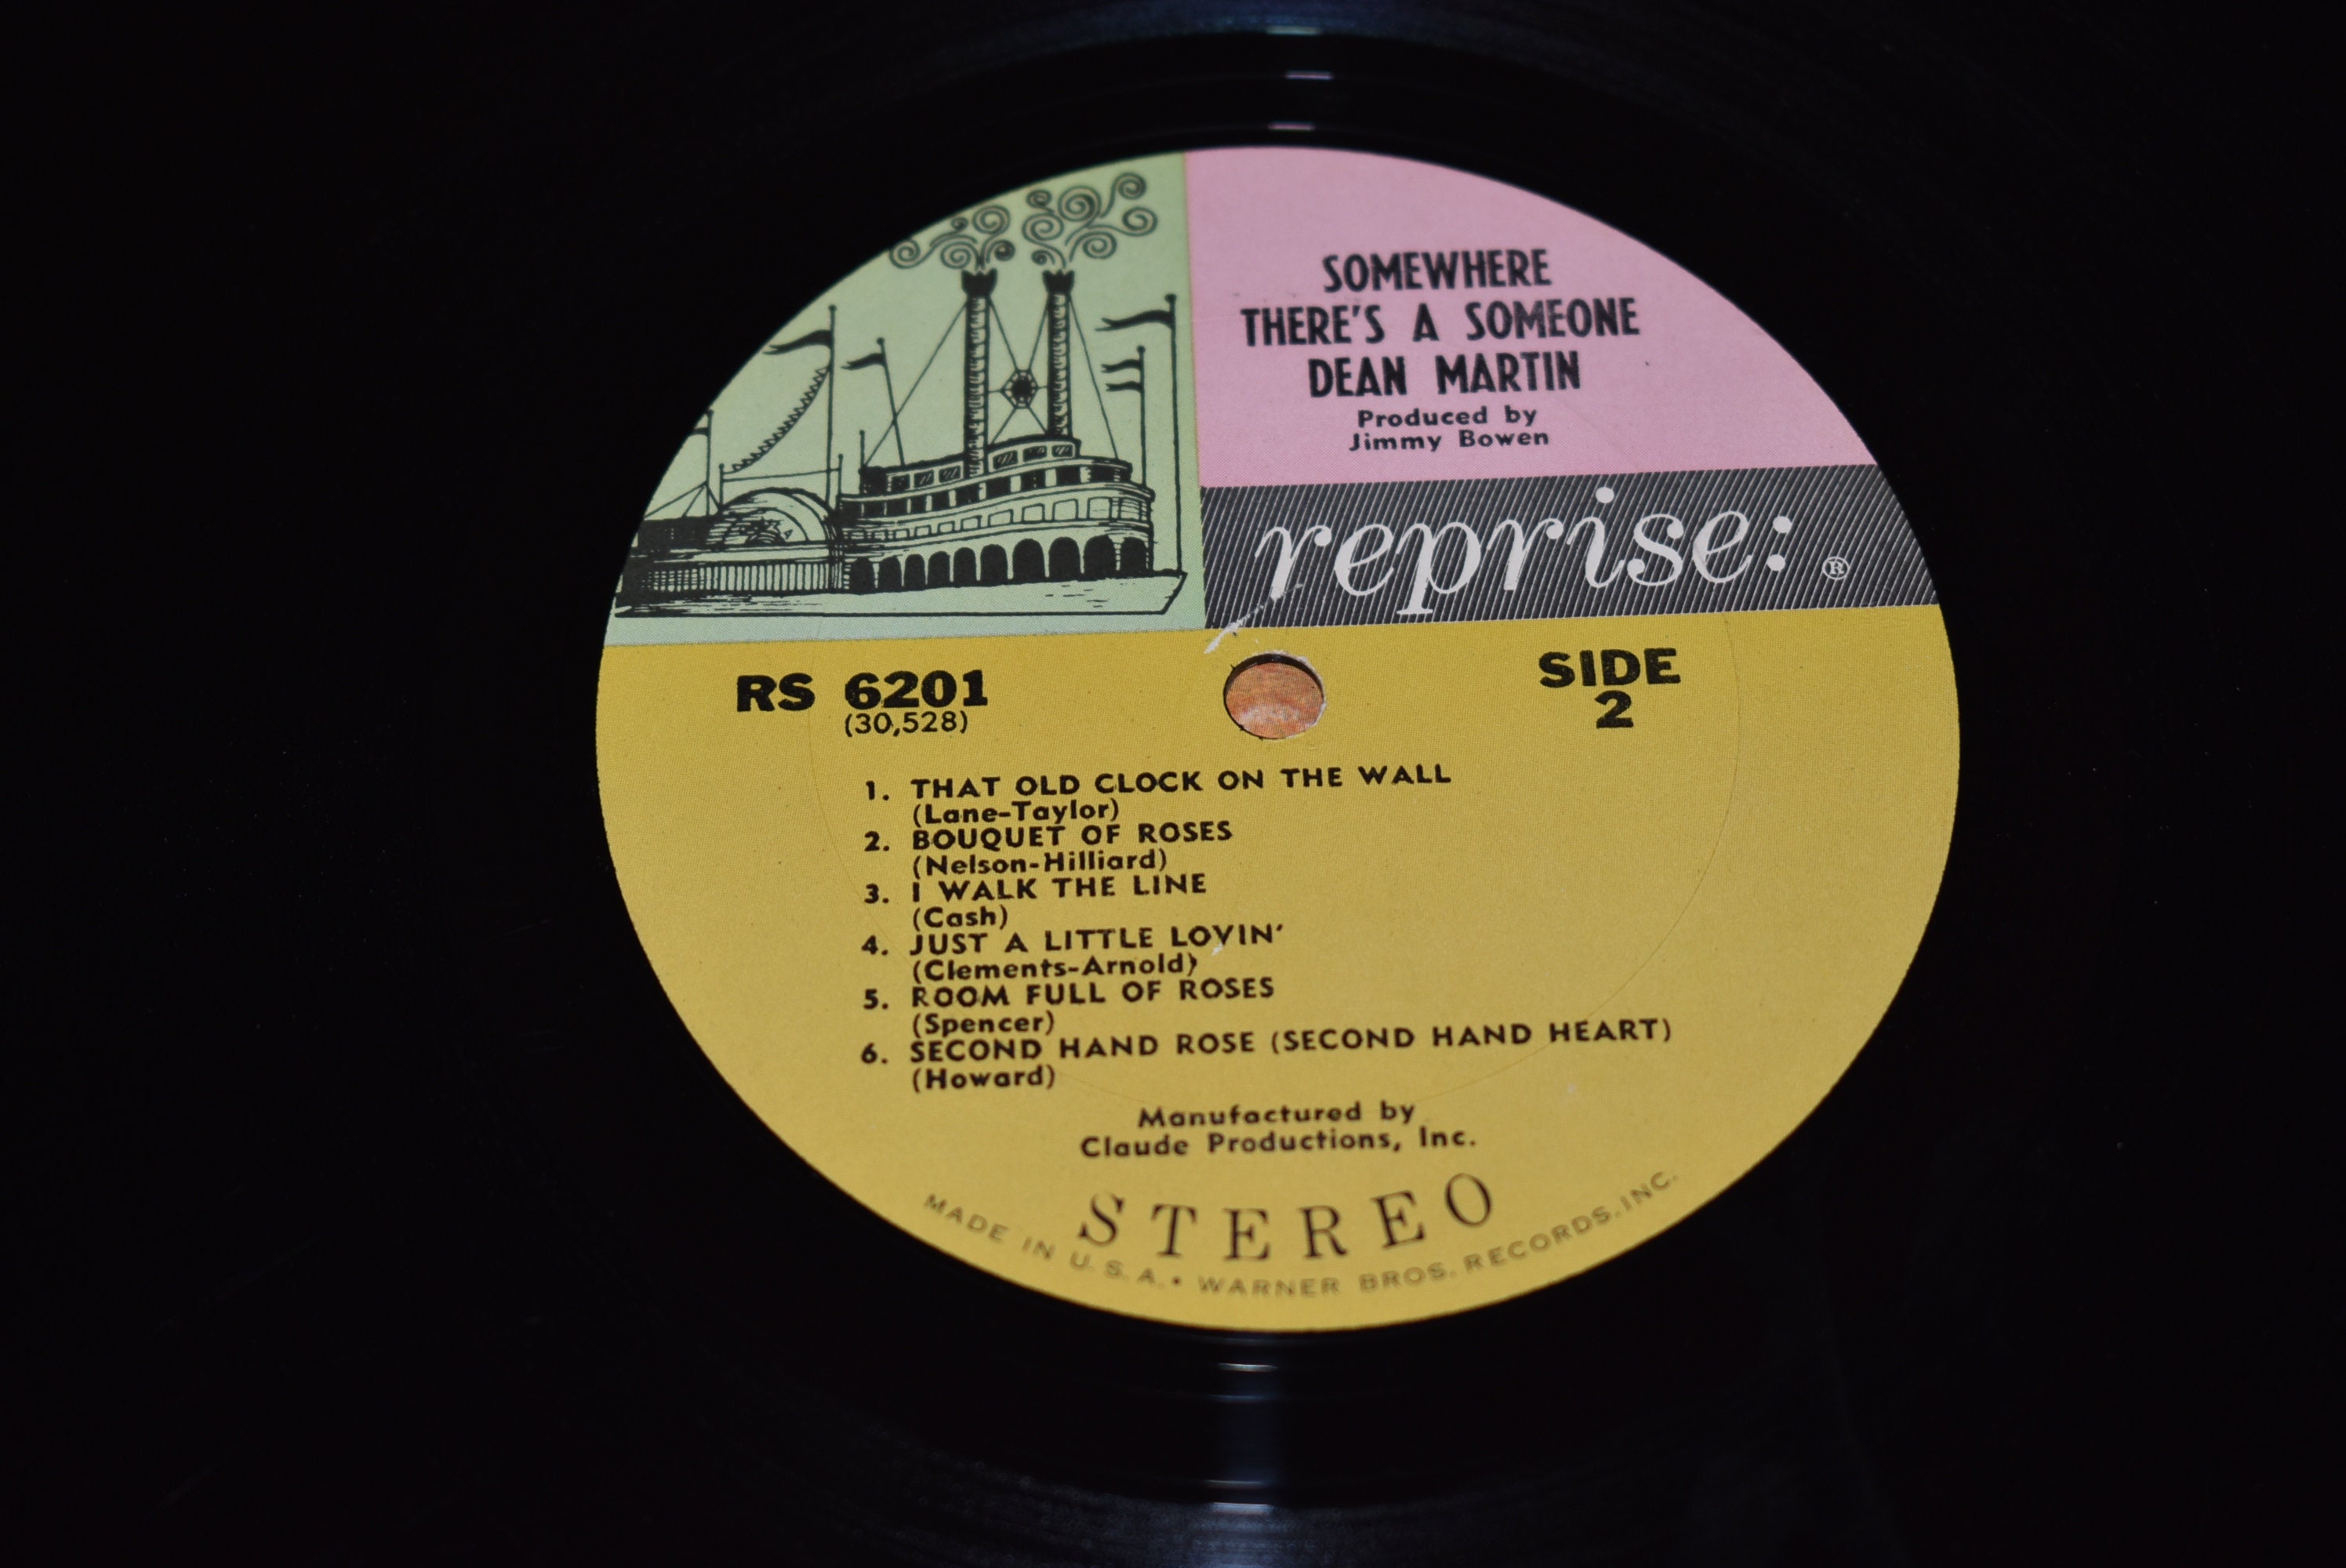 SOMEWHERE
THERE'S A SOMEONE
DEAN MARTIN
Produced by
Jimmy Bowen
reprise: ®
RS 6201
(30,528)
SIDE
2
1. THAT OLD CLOCK ON THE WALL
(Lane-Taylor)
2. BOUQUET OF ROSES
(Nelson-Hilliard)
3. I WALK THE LINE
(Cash)
4. JUST A LITTLE LOVIN'
(Clements-Arnold)
5. ROOM FULL OF ROSES
(Spencer)
6. SECOND HAND ROSE (SECOND HAND HEART)
(Howard)
Manufactured by
Claude Productions, Inc.
STEREO
MADE IN U.S.A. • WARNER BROS. RECORDS. INC.